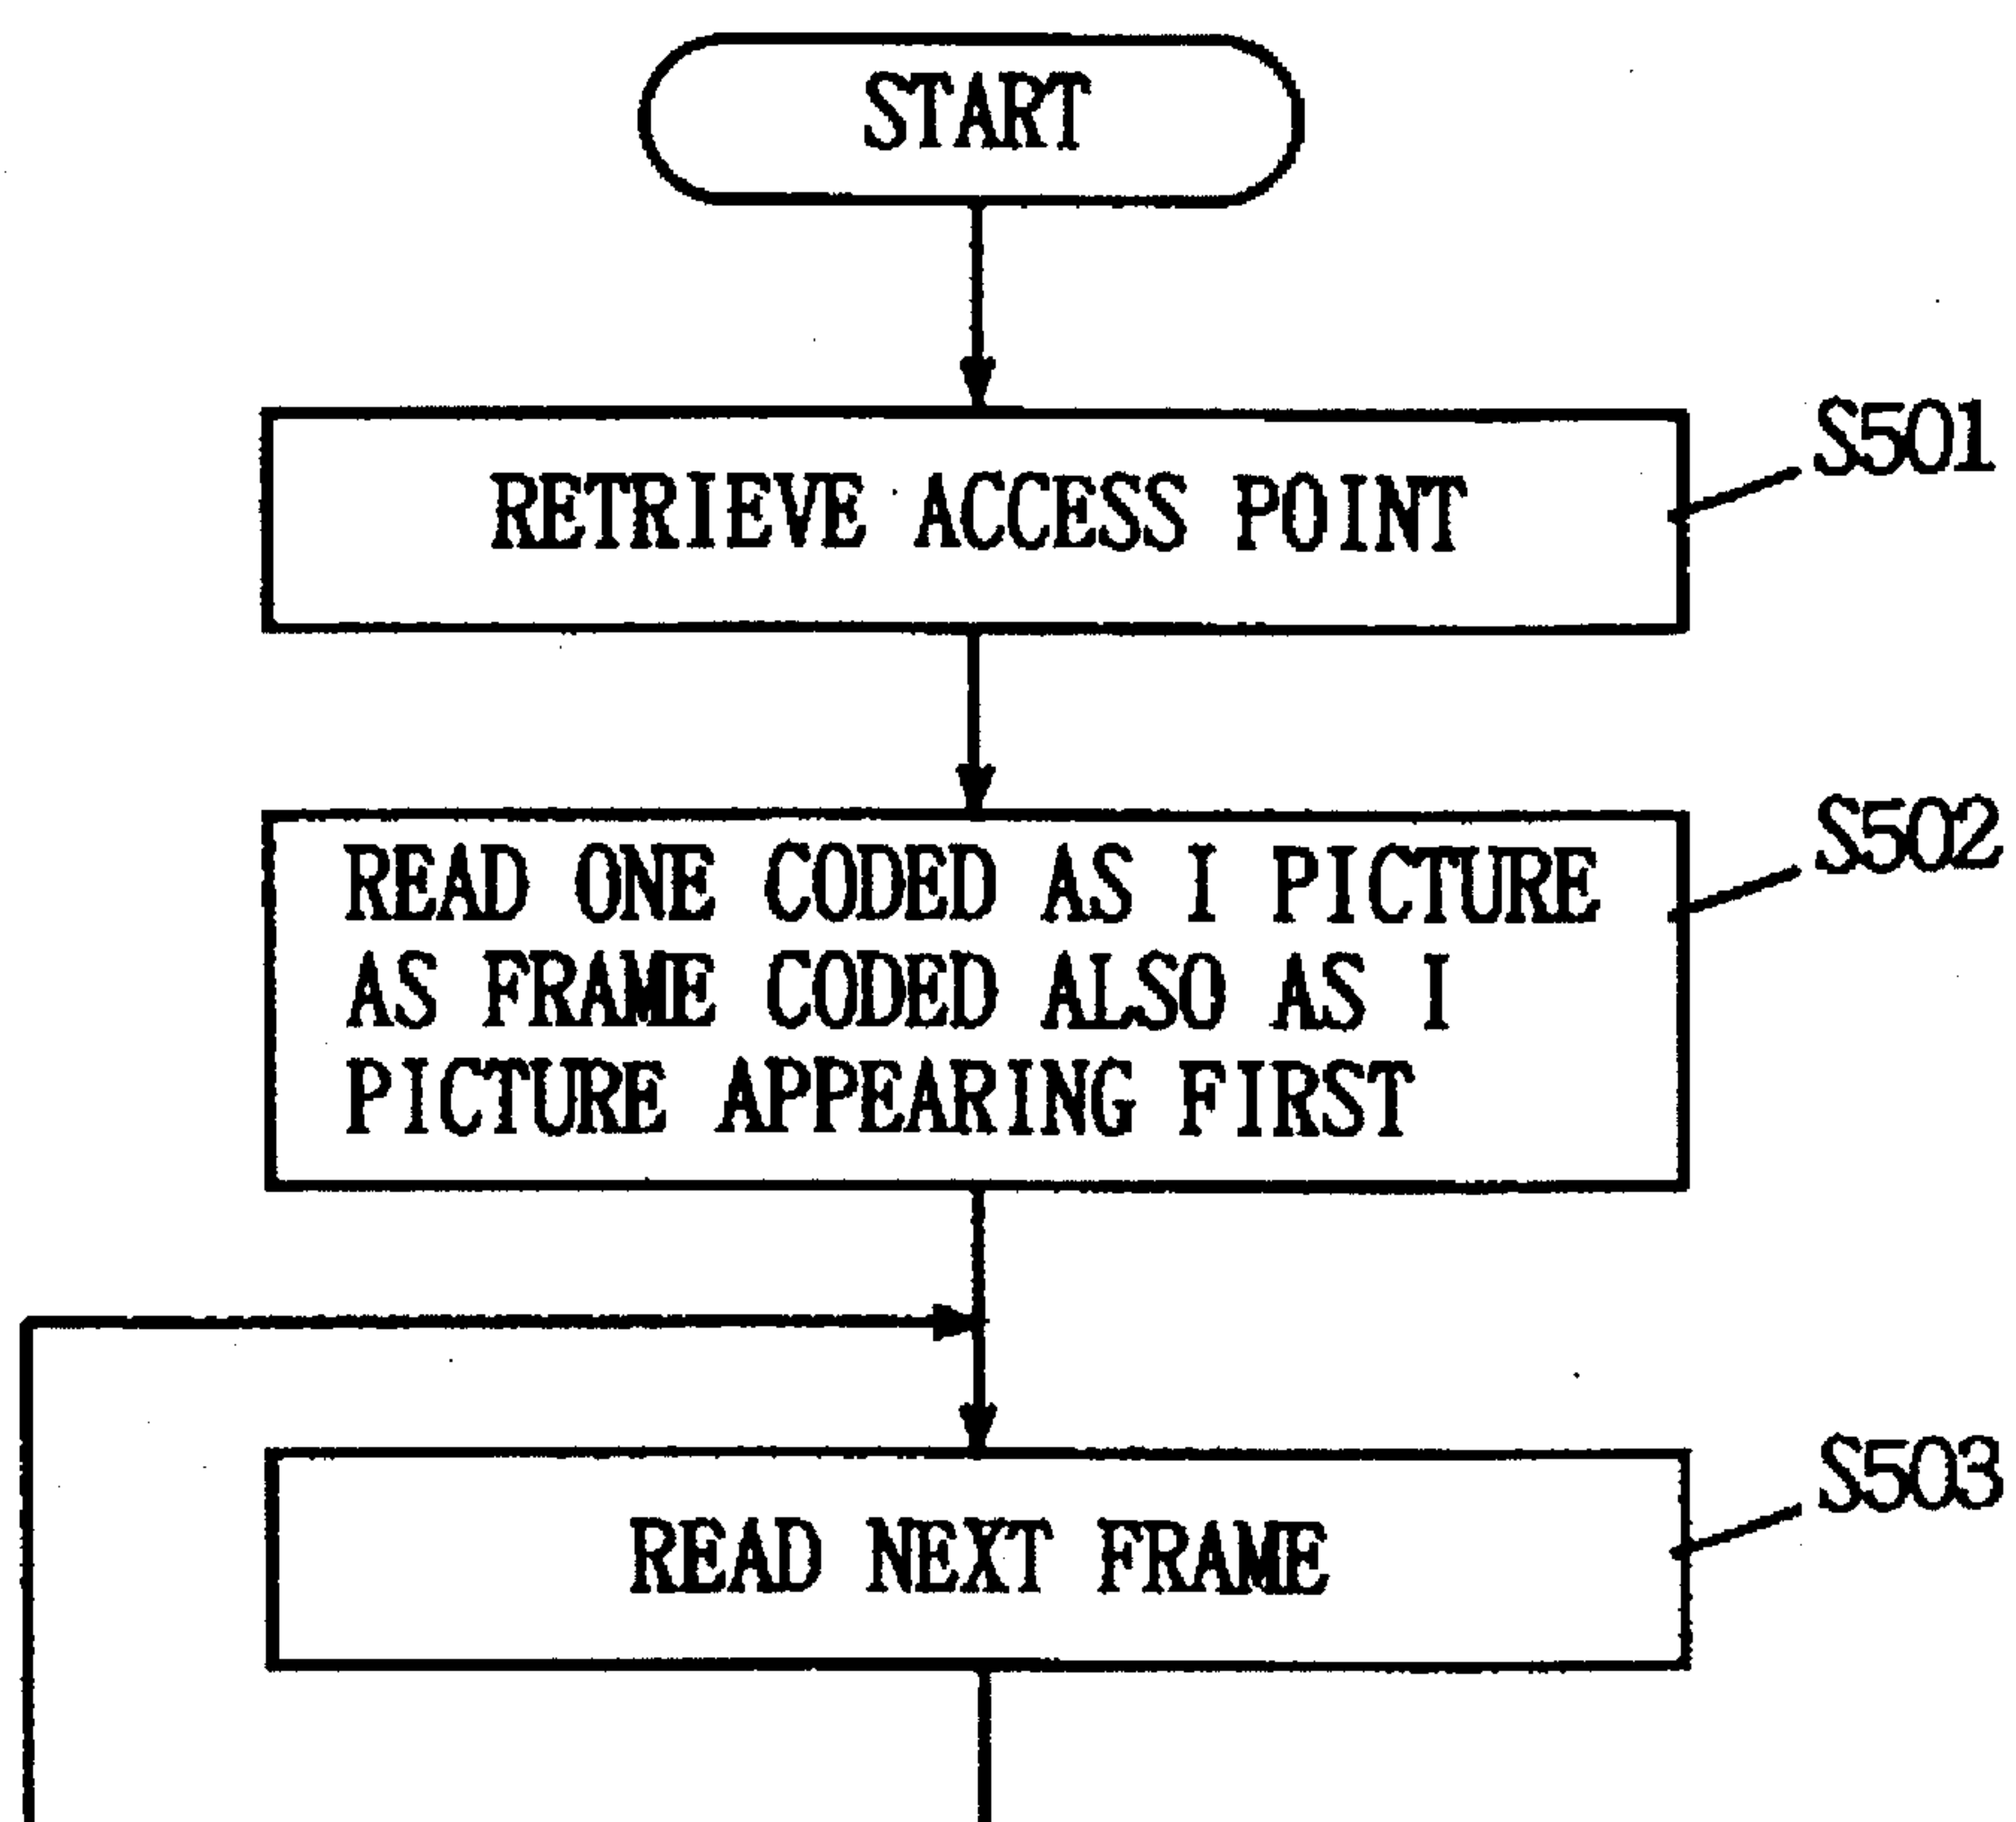 START
RETRIEVE ACCESS POINT
S501
READ ONE CODED AS I PICTURE
AS FRAME CODED ALSO AS I
PICTURE APPEARING FIRST
S502
READ NEXT FRAME
S503